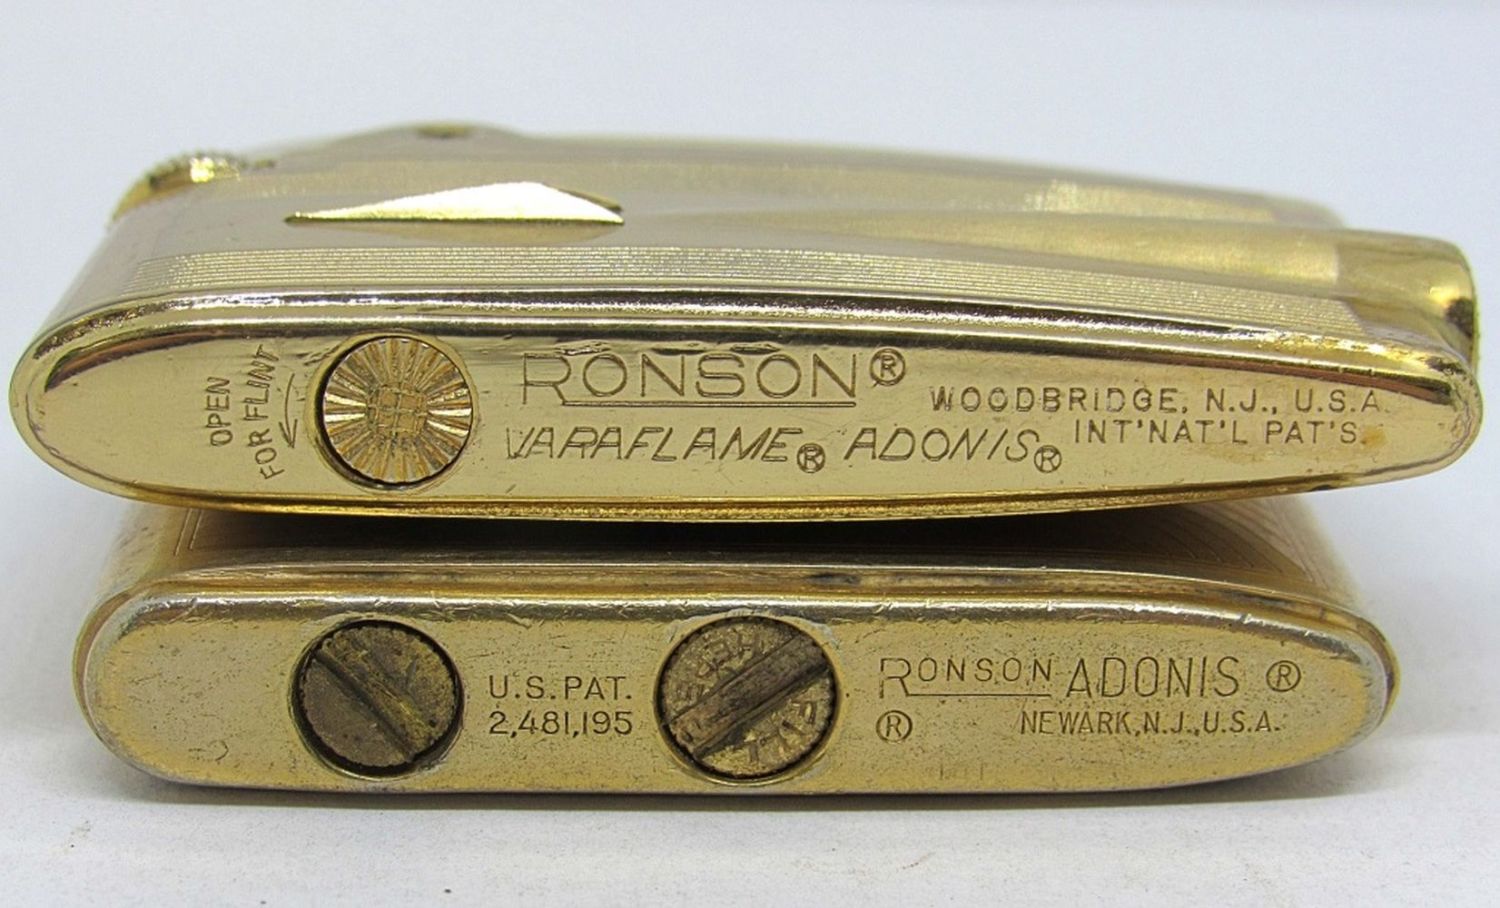 OPEN
FOR FLINT
RONSON®
VARAFLAME® ADONIS®
WOODBRIDGE, N.J., U.S.A.
INT'NAT'L PAT'S.
U.S. PAT.
2,481,195
RONSON ADONIS ®
® NEWARK, N.J., U.S.A.